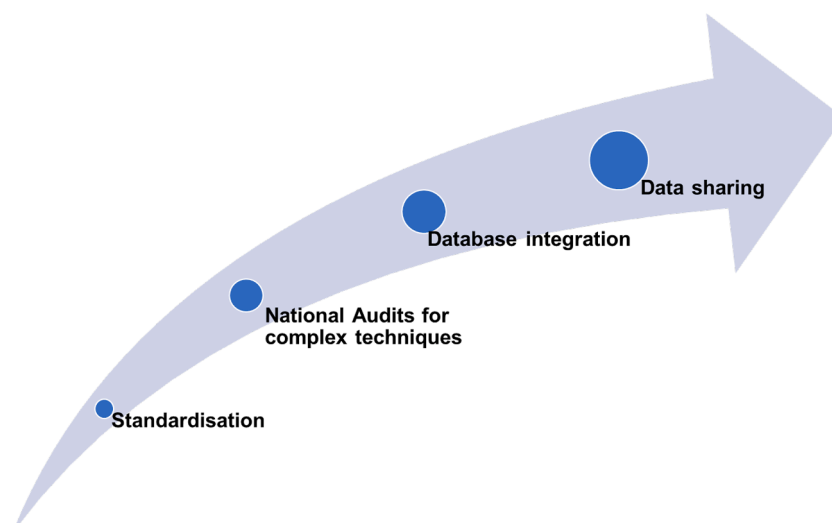 Data sharing
Database integration
National Audits for
complex techniques
Standardisation